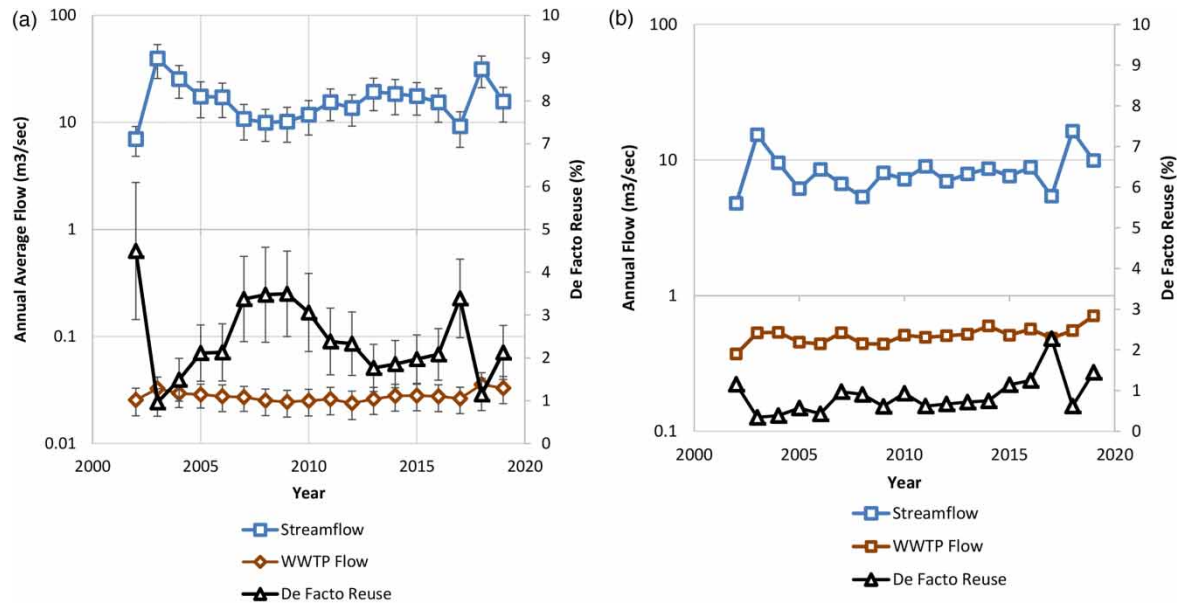 (a)
Annual Average Flow (m3/sec)
100
10
1
0.1
0.01
10
9
8
7
6
5
4
3
2
1
0
De Facto Reuse (%)
2000 2005 2010 2015 2020
Year
Streamflow
WWTP Flow
De Facto Reuse
(b)
Annual Flow (m3/sec)
100
10
1
0.1
10
9
8
7
6
5
4
3
2
1
0
De Facto Reuse (%)
2000 2005 2010 2015 2020
Year
Streamflow
WWTP Flow
De Facto Reuse